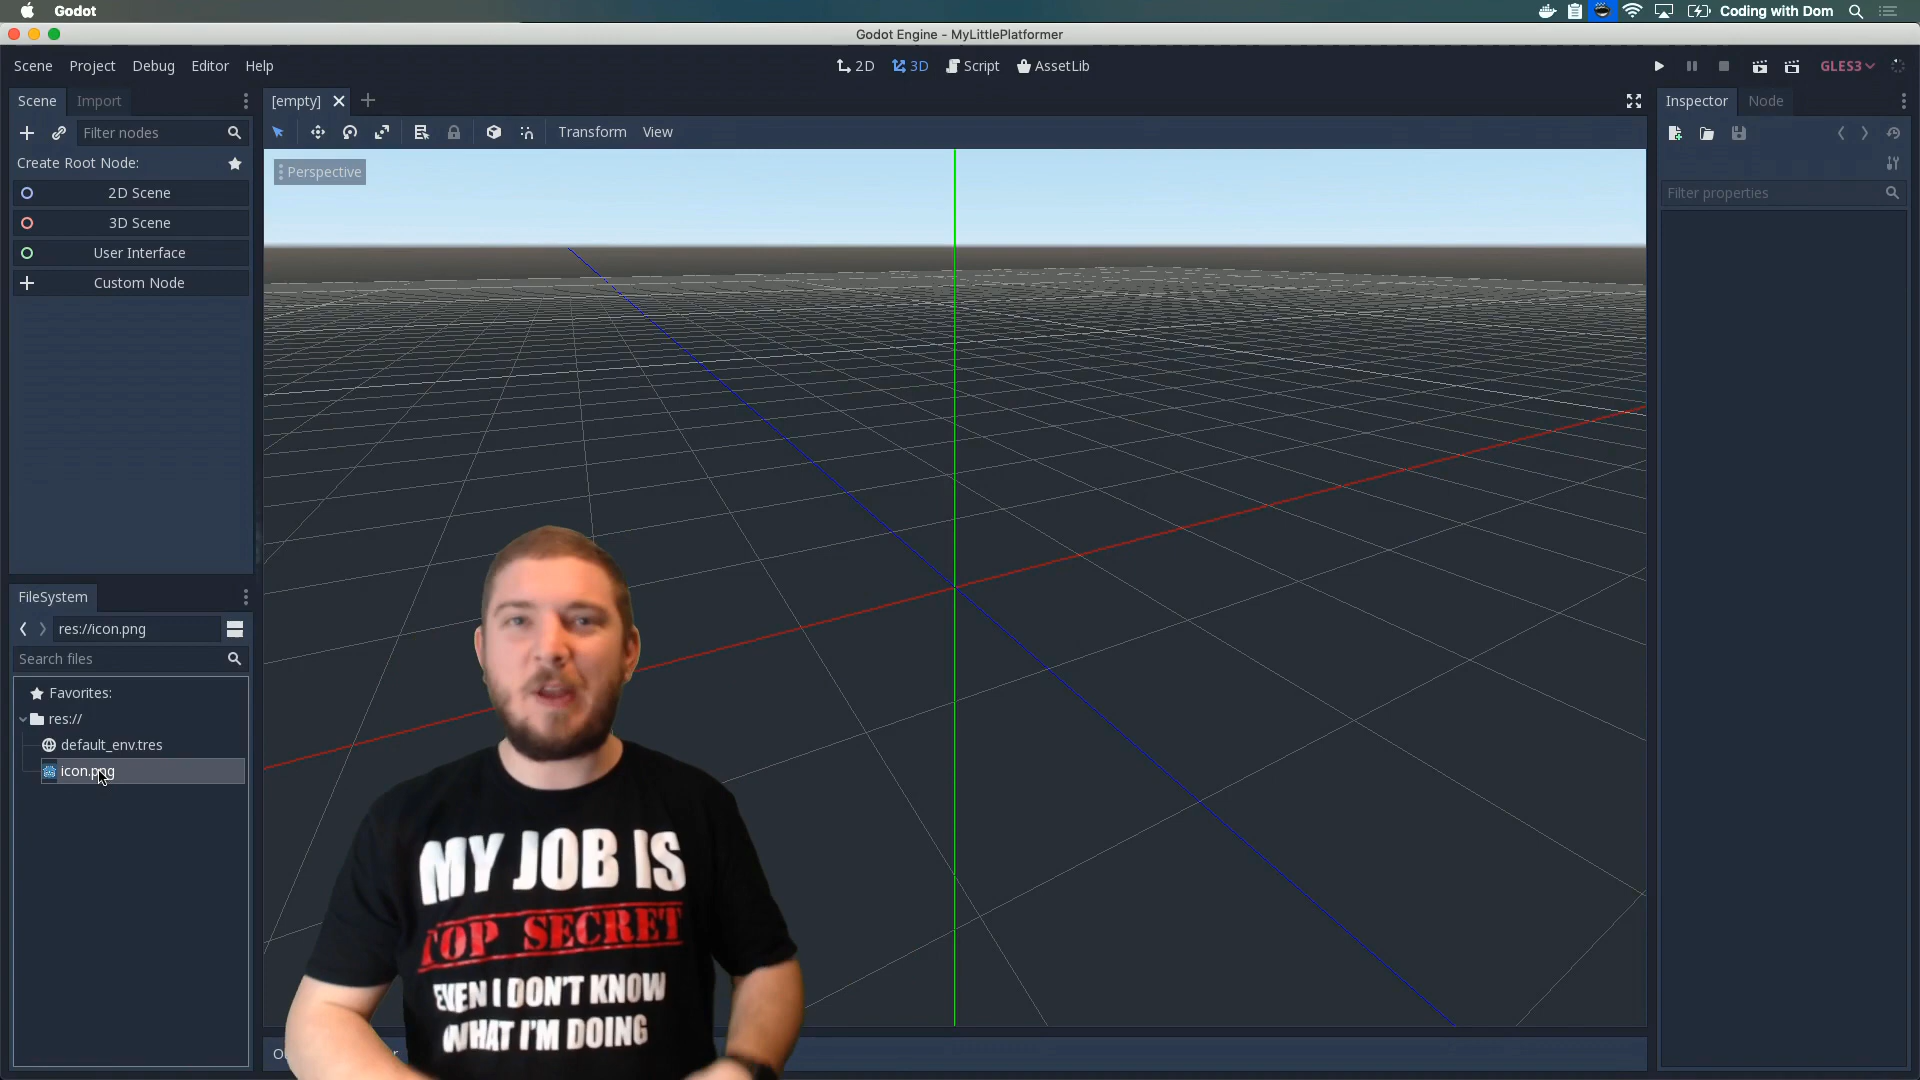 Godot
Coding with Dom
Godot Engine - MyLittlePlatformer
Scene Project Debug Editor Help
2D 3D Script AssetLib
GLES3
Scene Import
[empty]
Inspector Node
Filter nodes
Transform View
Create Root Node:
Perspective
2D Scene
Filter properties
3D Scene
User Interface
Custom Node
FileSystem
res://icon.png
Search files
Favorites:
res://
default_env.tres
icon.png
MY JOB IS
TOP SECRET
EVEN I DON'T KNOW
WHAT I'M DOING